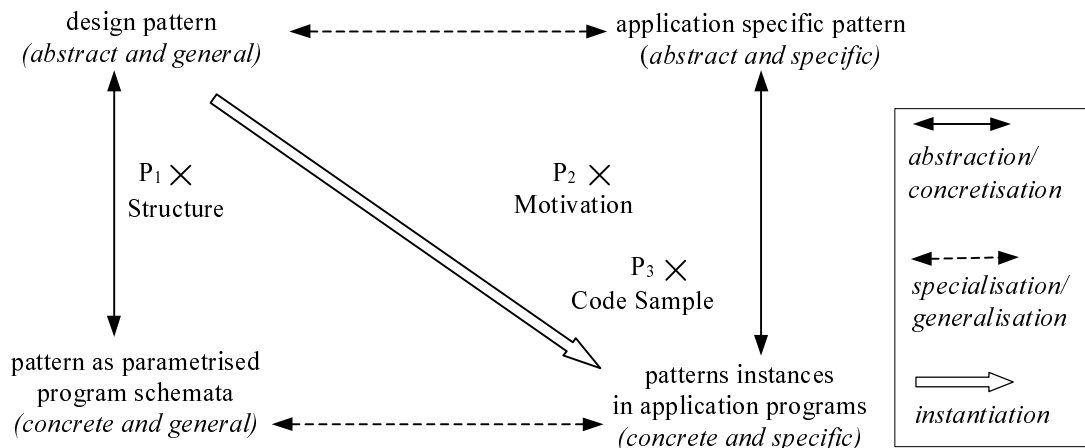 design pattern
(abstract and general)
application specific pattern
(abstract and specific)
P1
Structure
P2
Motivation
P3
Code Sample
pattern as parametrised
program schemata
(concrete and general)
patterns instances
in application programs
(concrete and specific)
abstraction/
concretisation
specialisation/
generalisation
instantiation